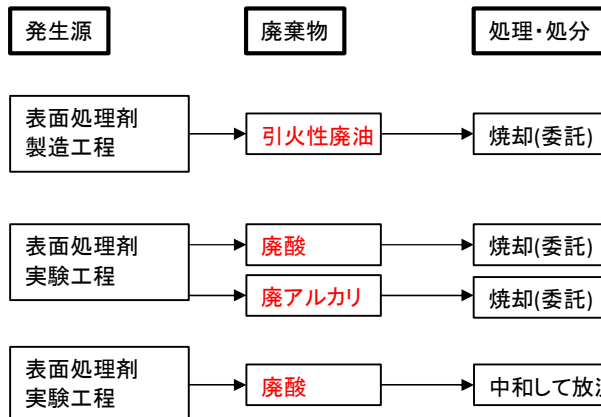 発生源 廃棄物 処理・処分
表面処理剤
製造工程
引火性廃油 焼却(委託)
表面処理剤
実験工程
廃酸 焼却(委託)
廃アルカリ 焼却(委託)
表面処理剤
実験工程
廃酸 中和して放